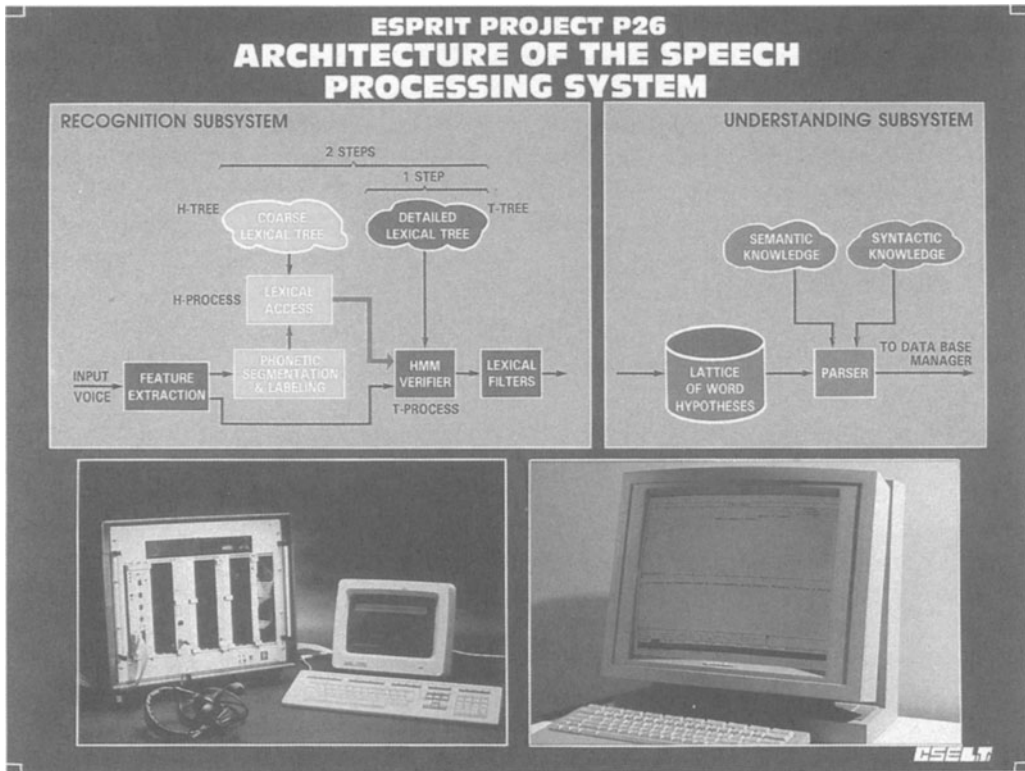 ESPRIT PROJECT P26
ARCHITECTURE OF THE SPEECH
PROCESSING SYSTEM
RECOGNITION SUBSYSTEM
2 STEPS
1 STEP
H-TREE
COARSE
LEXICAL TREE
DETAILED
LEXICAL TREE
T-TREE
H-PROCESS
LEXICAL
ACCESS
PHONETIC
SEGMENTATION
& LABELING
INPUT
VOICE
FEATURE
EXTRACTION
HMM
VERIFIER
T-PROCESS
LEXICAL
FILTERS
UNDERSTANDING SUBSYSTEM
SEMANTIC
KNOWLEDGE
SYNTACTIC
KNOWLEDGE
LATTICE
OF WORD
HYPOTHESES
PARSER
TO DATA BASE
MANAGER
CSELT